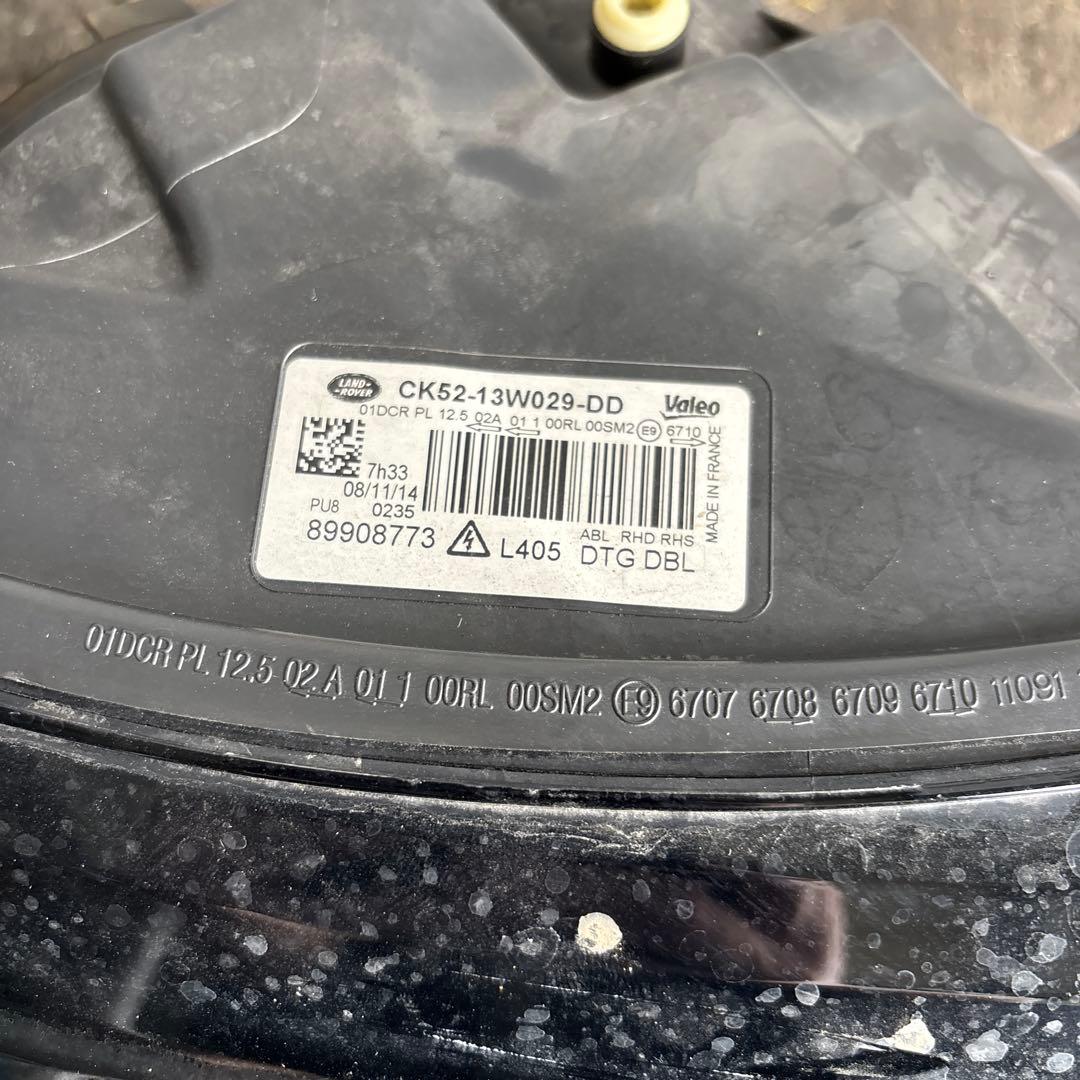 LAND-
-ROVER
CK52-13W029-DD
Valeo
01DCR PL 12.5 02A 01 1 00RL 00SM2 E9 6710
7h33
08/11/14
PU8 0235
89908773
L405
ABL RHD RHS
DTG DBL
MADE IN FRANCE
01DCR PL 12.5 02A 01 1 00RL 00SM2 E9 6707 6708 6709 6710 11091